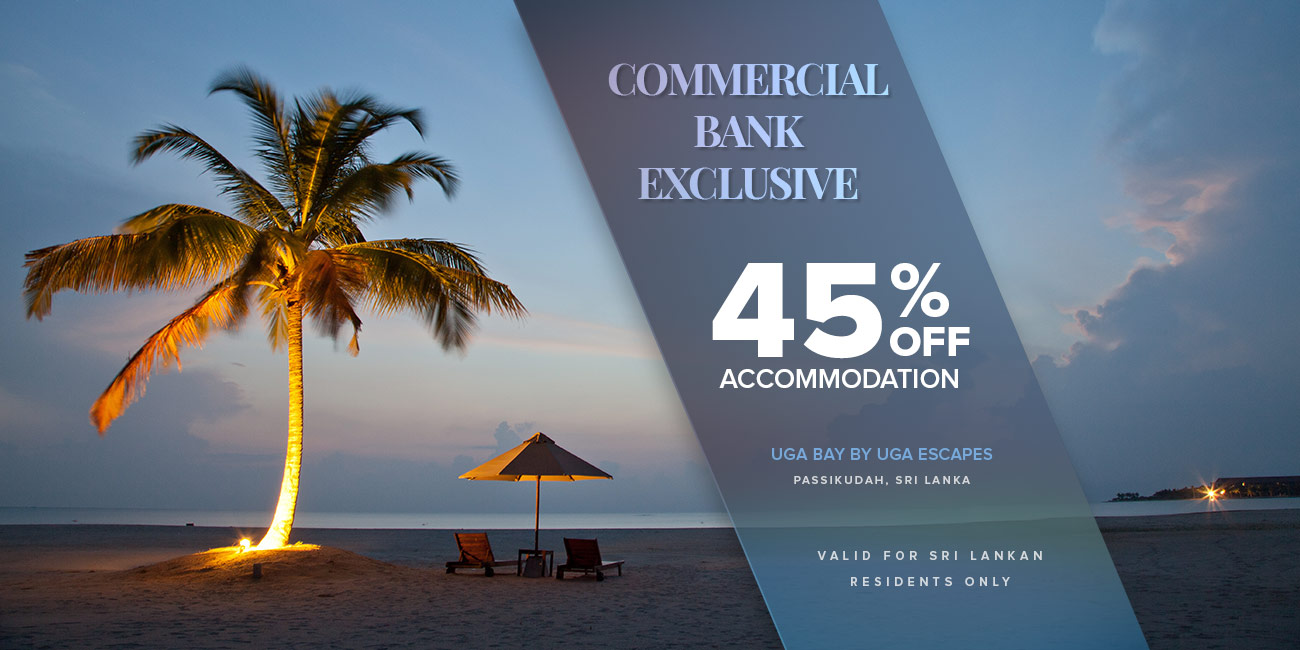 COMMERCIAL
BANK
EXCLUSIVE
45%
OFF
ACCOMMODATION
UGA BAY BY UGA ESCAPES
PASSIKUDAH, SRI LANKA
VALID FOR SRI LANKAN
RESIDENTS ONLY